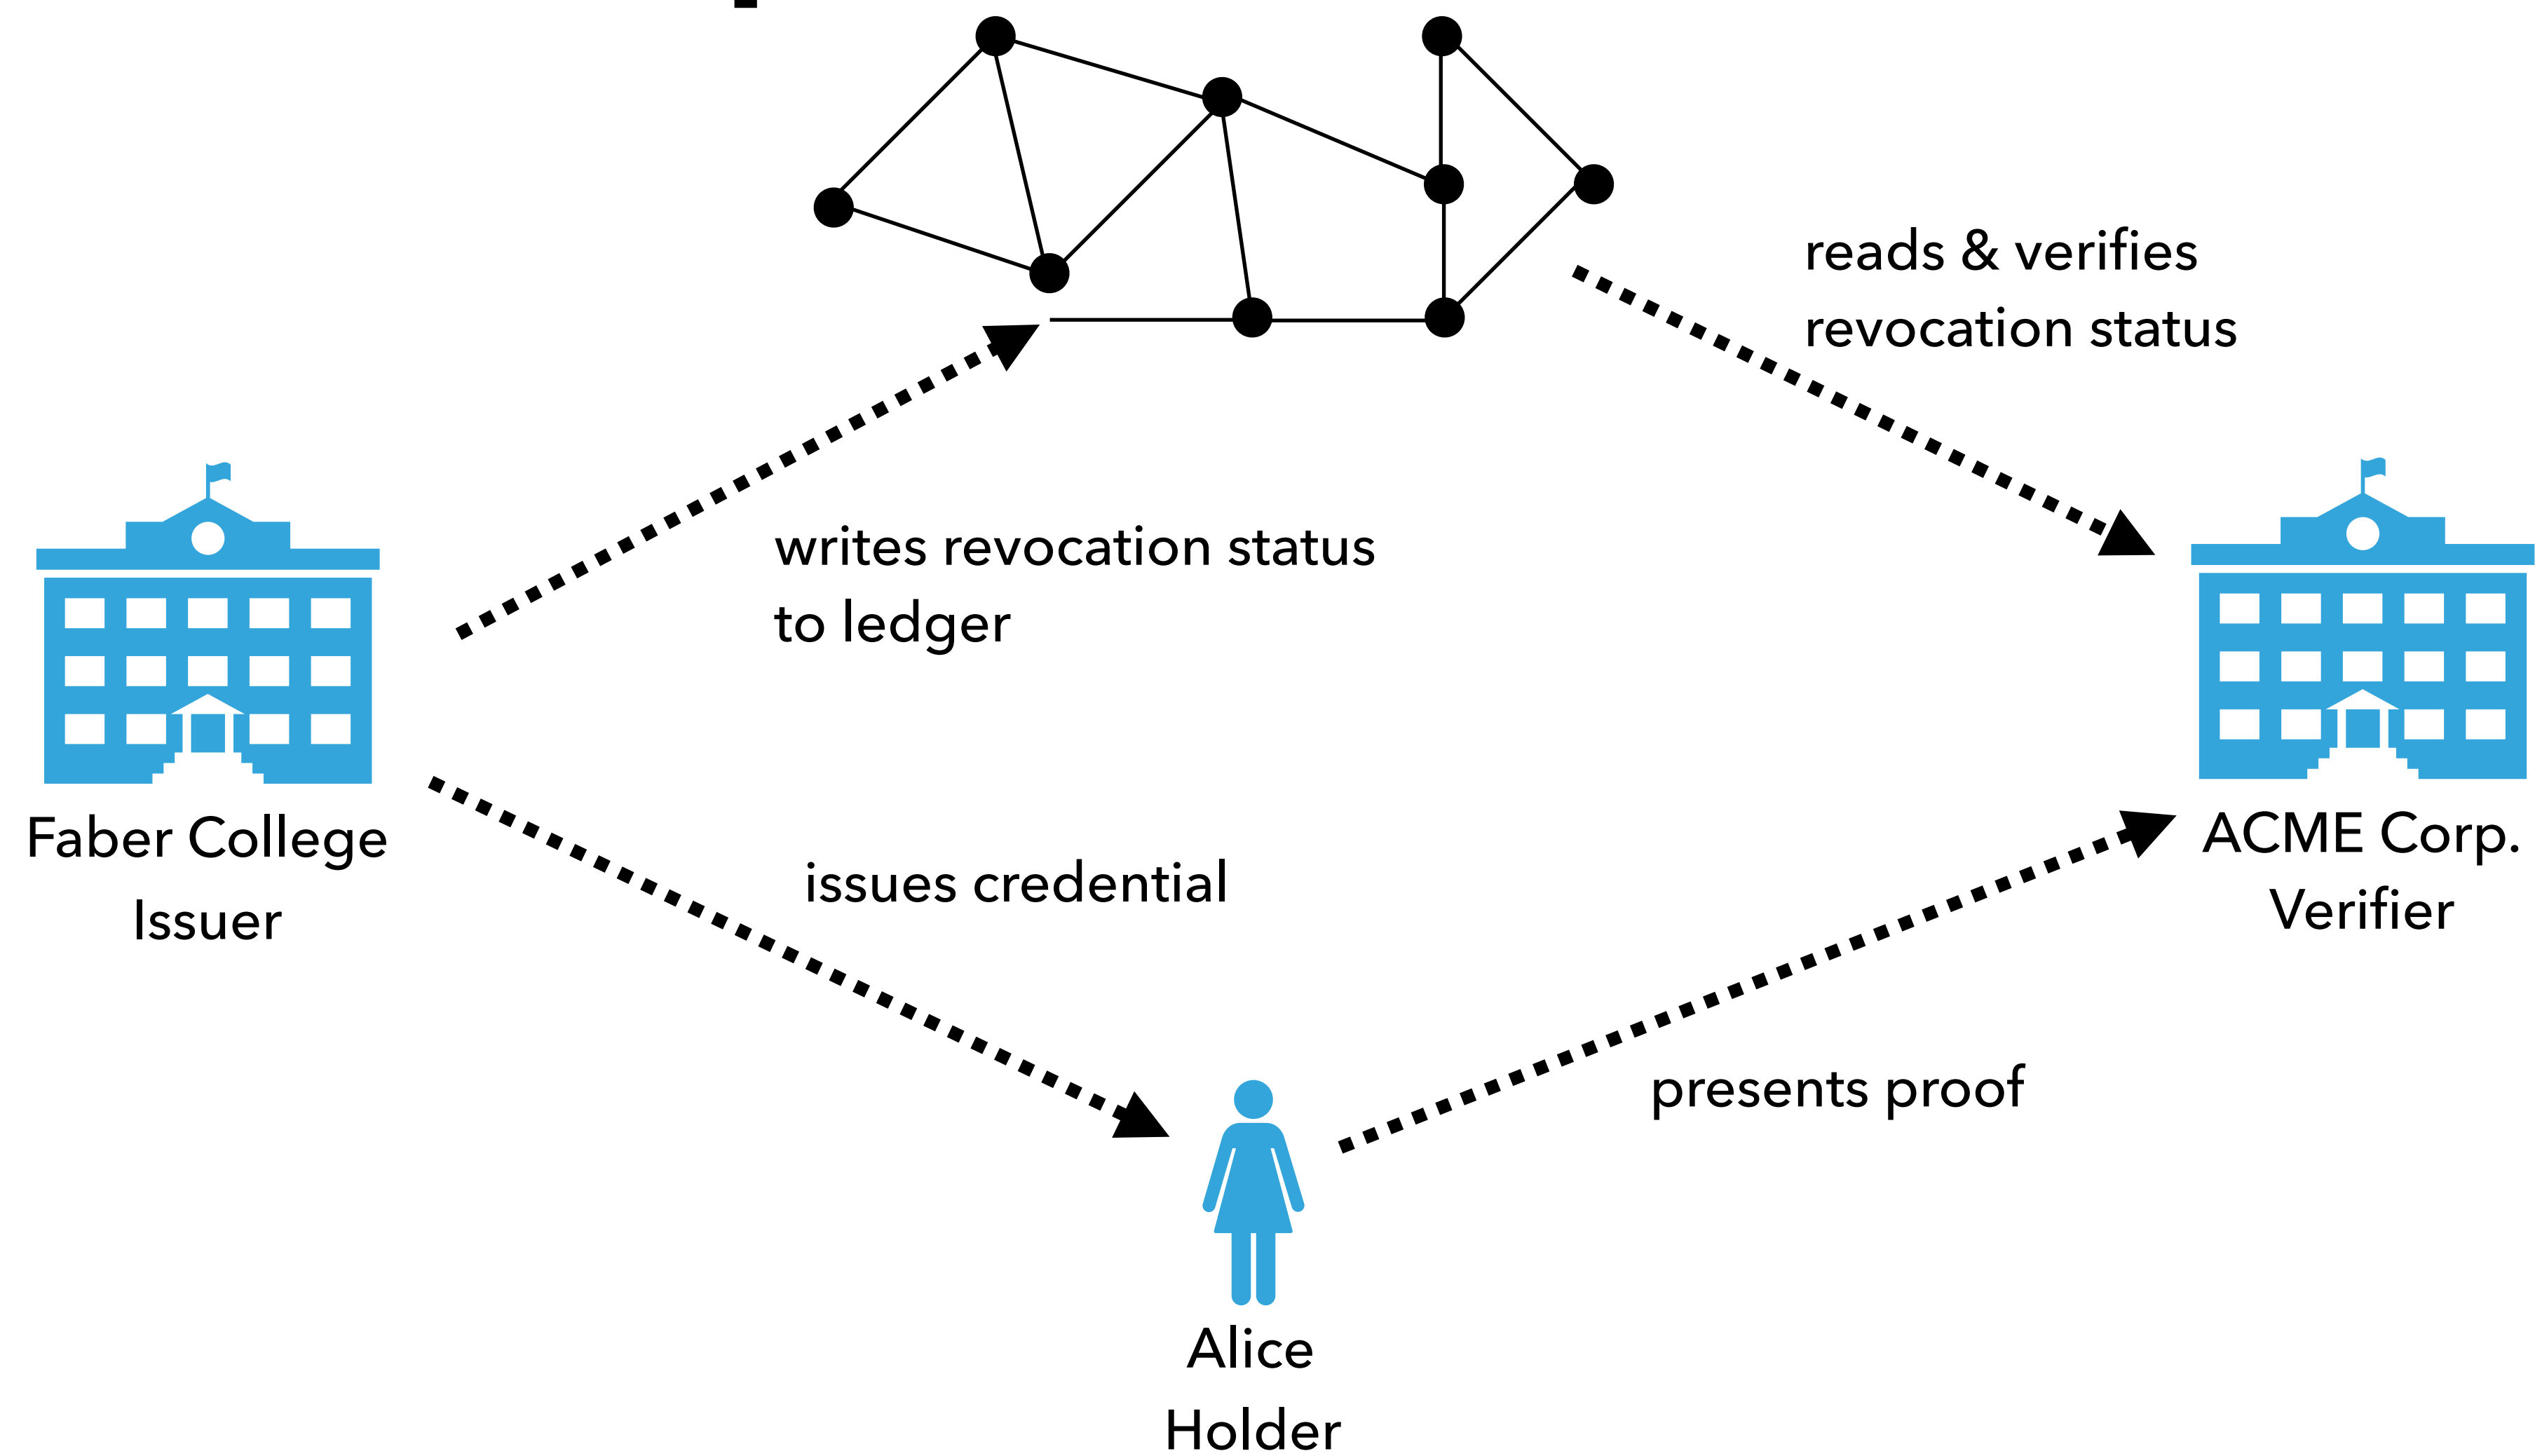 reads & verifies
revocation status
writes revocation status
to ledger
Faber College
Issuer
issues credential
ACME Corp.
Verifier
presents proof
Alice
Holder